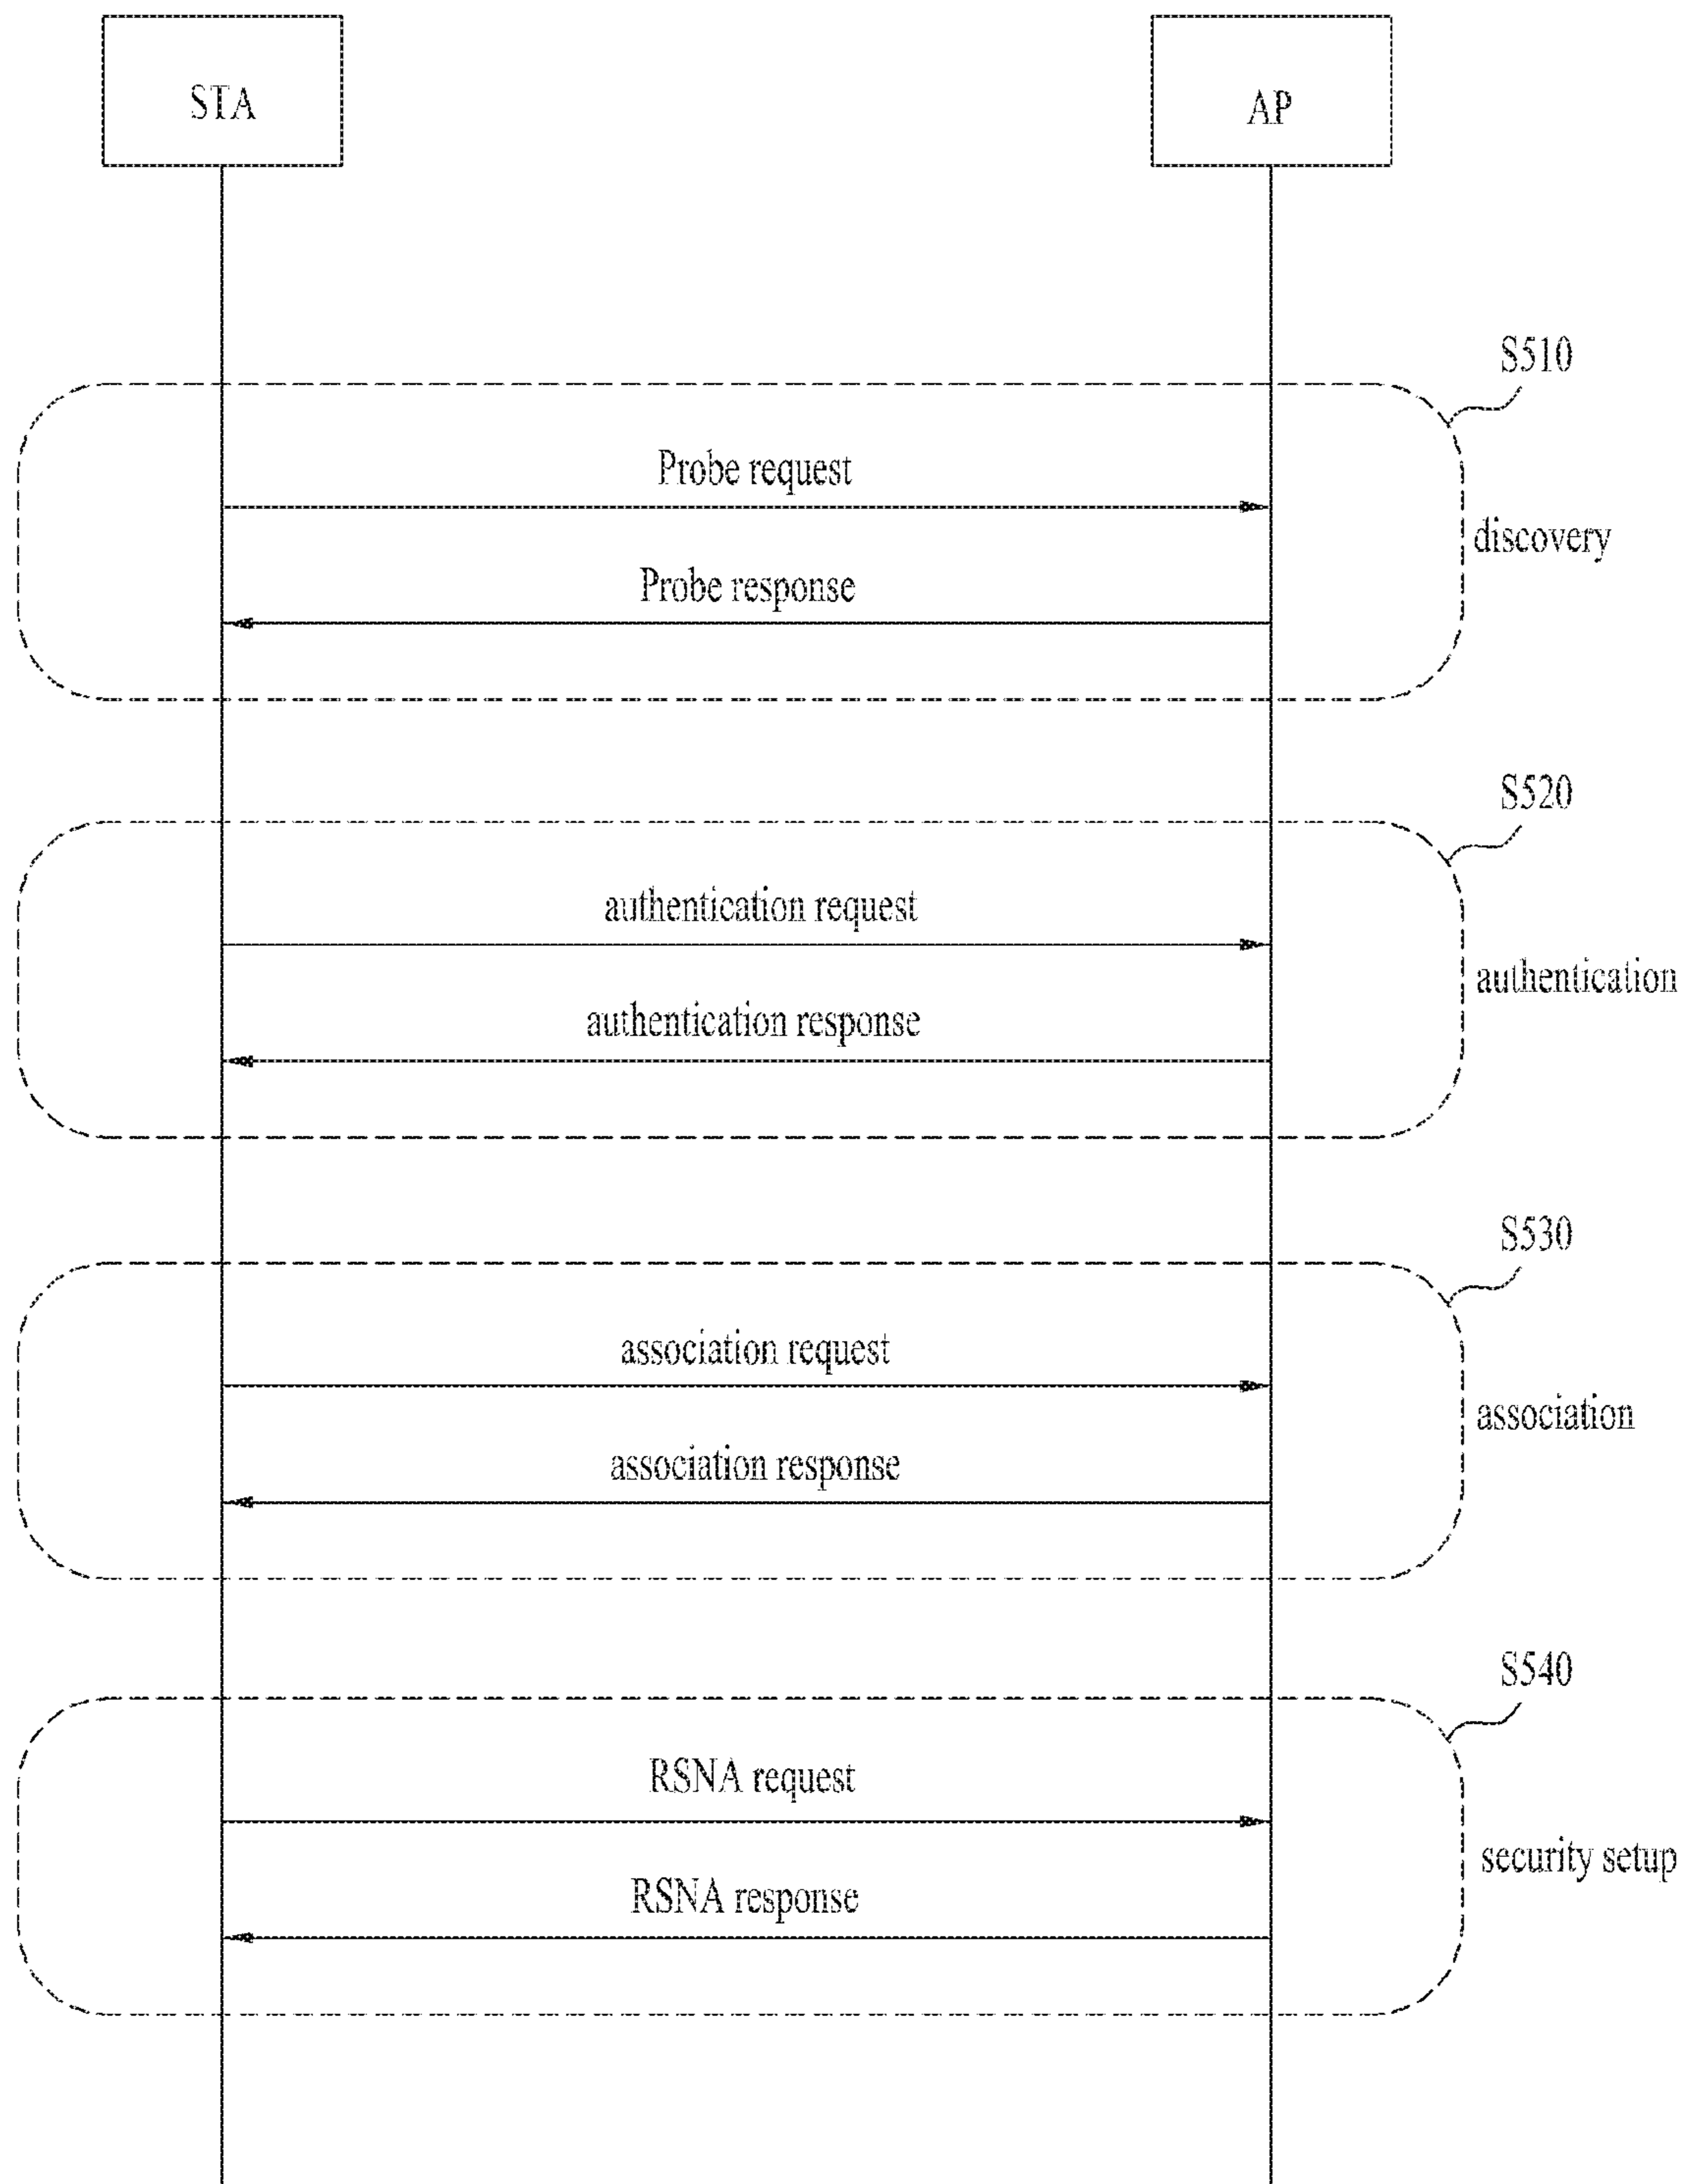 STA
AP
S510
Probe request
discovery
Probe response
S520
authentication request
authentication
authentication response
S530
association request
association
association response
S540
RSNA request
security setup
RSNA response